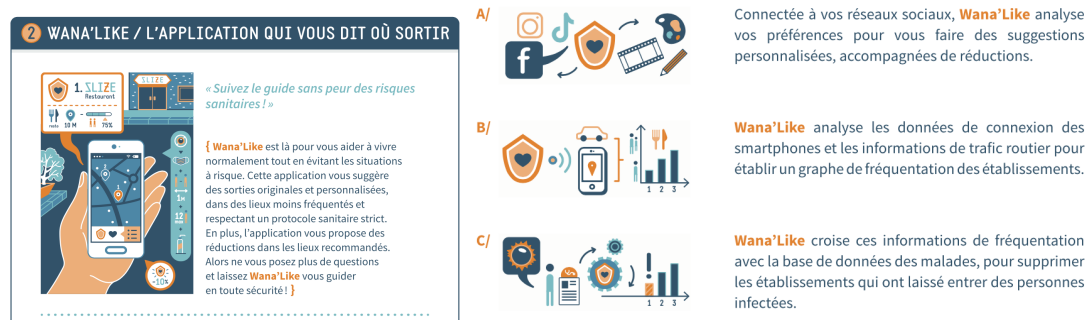 2 WANA'LIKE / L'APPLICATION QUI VOUS DIT OÙ SORTIR
1. SLIZE
Restaurant
SLIZE
10 M
75%
1M
12
-10%
« Suivez le guide sans peur des risques
sanitaires ! »
{ Wana'Like est là pour vous aider à vivre
normalement tout en évitant les situations
à risque. Cette application vous suggère
des sorties originales et personnalisées,
dans des lieux moins fréquentés et
respectant un protocole sanitaire strict.
En plus, l'application vous propose des
réductions dans les lieux recommandés.
Alors ne vous posez plus de questions
et laissez Wana'Like vous guider
en toute sécurité ! }
A/
Connectée à vos réseaux sociaux, Wana'Like analyse
vos préférences pour vous faire des suggestions
personnalisées, accompagnées de réductions.
B/
1 2 3
Wana'Like analyse les données de connexion des
smartphones et les informations de trafic routier pour
établir un graphe de fréquentation des établissements.
C/
1 2 3
Wana'Like croise ces informations de fréquentation
avec la base de données des malades, pour supprimer
les établissements qui ont laissé entrer des personnes
infectées.